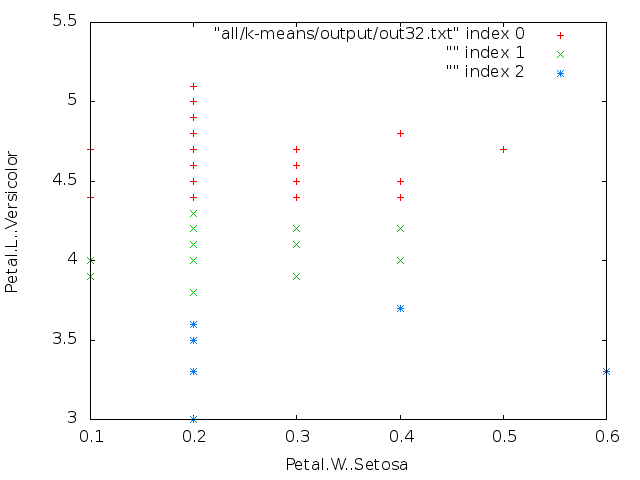 "all/k-means/output/out32.txt" index 0
"" index 1
"" index 2
5.5
5
4.5
4
3.5
3
Petal.L..Versicolor
0.1 0.2 0.3 0.4 0.5 0.6
Petal.W..Setosa